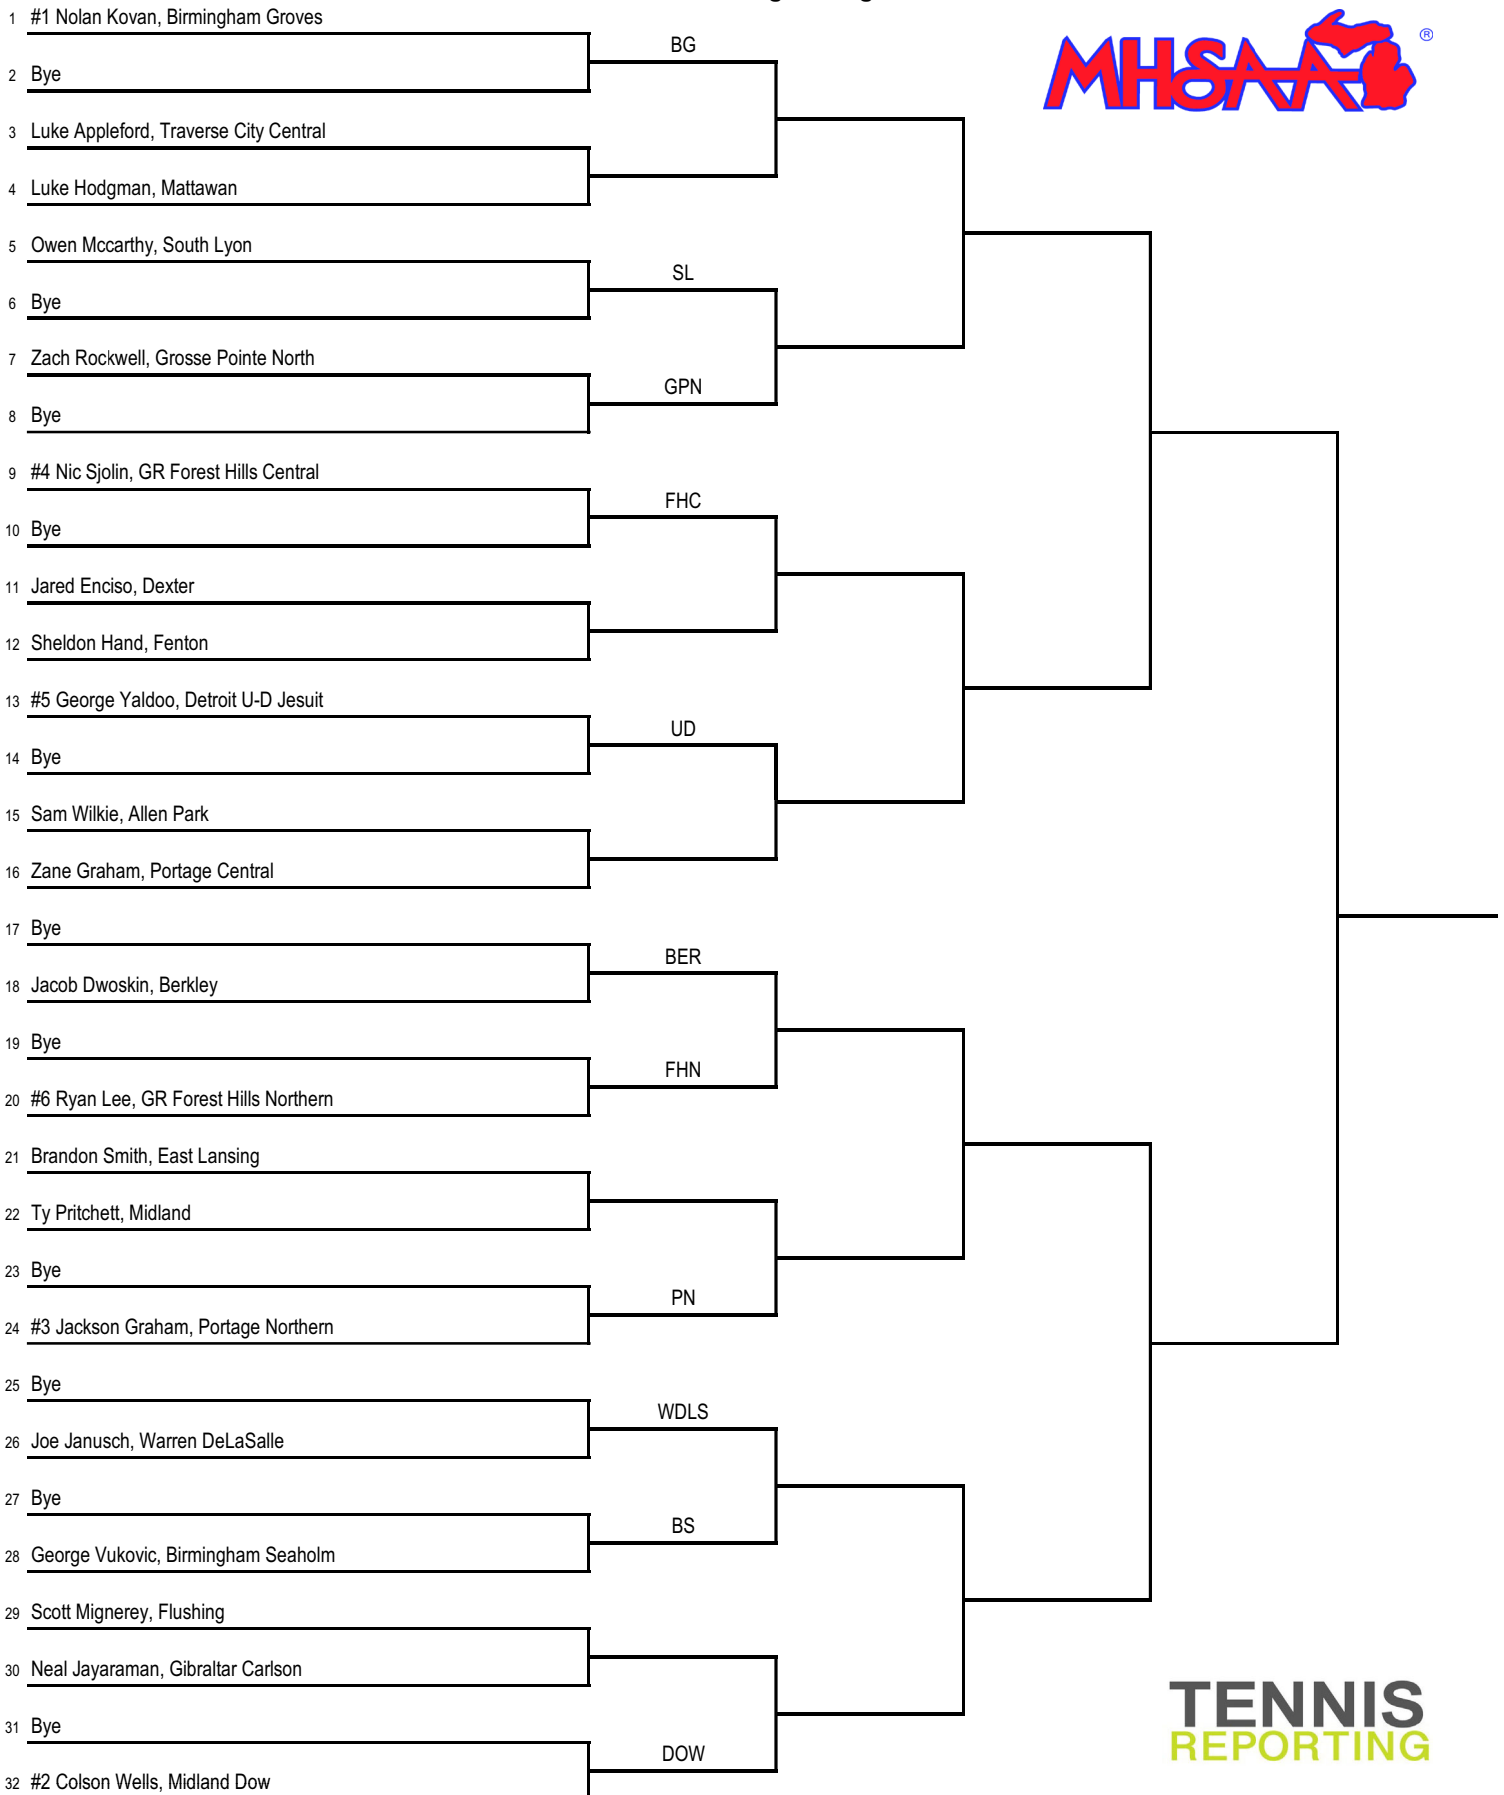 1 #1 Nolan Kovan, Birmingham Groves
BG
MHSAA ®
2 Bye
3 Luke Appleford, Traverse City Central
4 Luke Hodgman, Mattawan
5 Owen Mccarthy, South Lyon
SL
6 Bye
7 Zach Rockwell, Grosse Pointe North
GPN
8 Bye
9 #4 Nic Sjolin, GR Forest Hills Central
FHC
10 Bye
11 Jared Enciso, Dexter
12 Sheldon Hand, Fenton
13 #5 George Yaldoo, Detroit U-D Jesuit
UD
14 Bye
15 Sam Wilkie, Allen Park
16 Zane Graham, Portage Central
17 Bye
BER
18 Jacob Dwoskin, Berkley
19 Bye
FHN
20 #6 Ryan Lee, GR Forest Hills Northern
21 Brandon Smith, East Lansing
22 Ty Pritchett, Midland
23 Bye
PN
24 #3 Jackson Graham, Portage Northern
25 Bye
WDLS
26 Joe Janusch, Warren DeLaSalle
27 Bye
BS
28 George Vukovic, Birmingham Seaholm
29 Scott Mignerey, Flushing
30 Neal Jayaraman, Gibraltar Carlson
TENNIS
REPORTING
31 Bye
DOW
32 #2 Colson Wells, Midland Dow